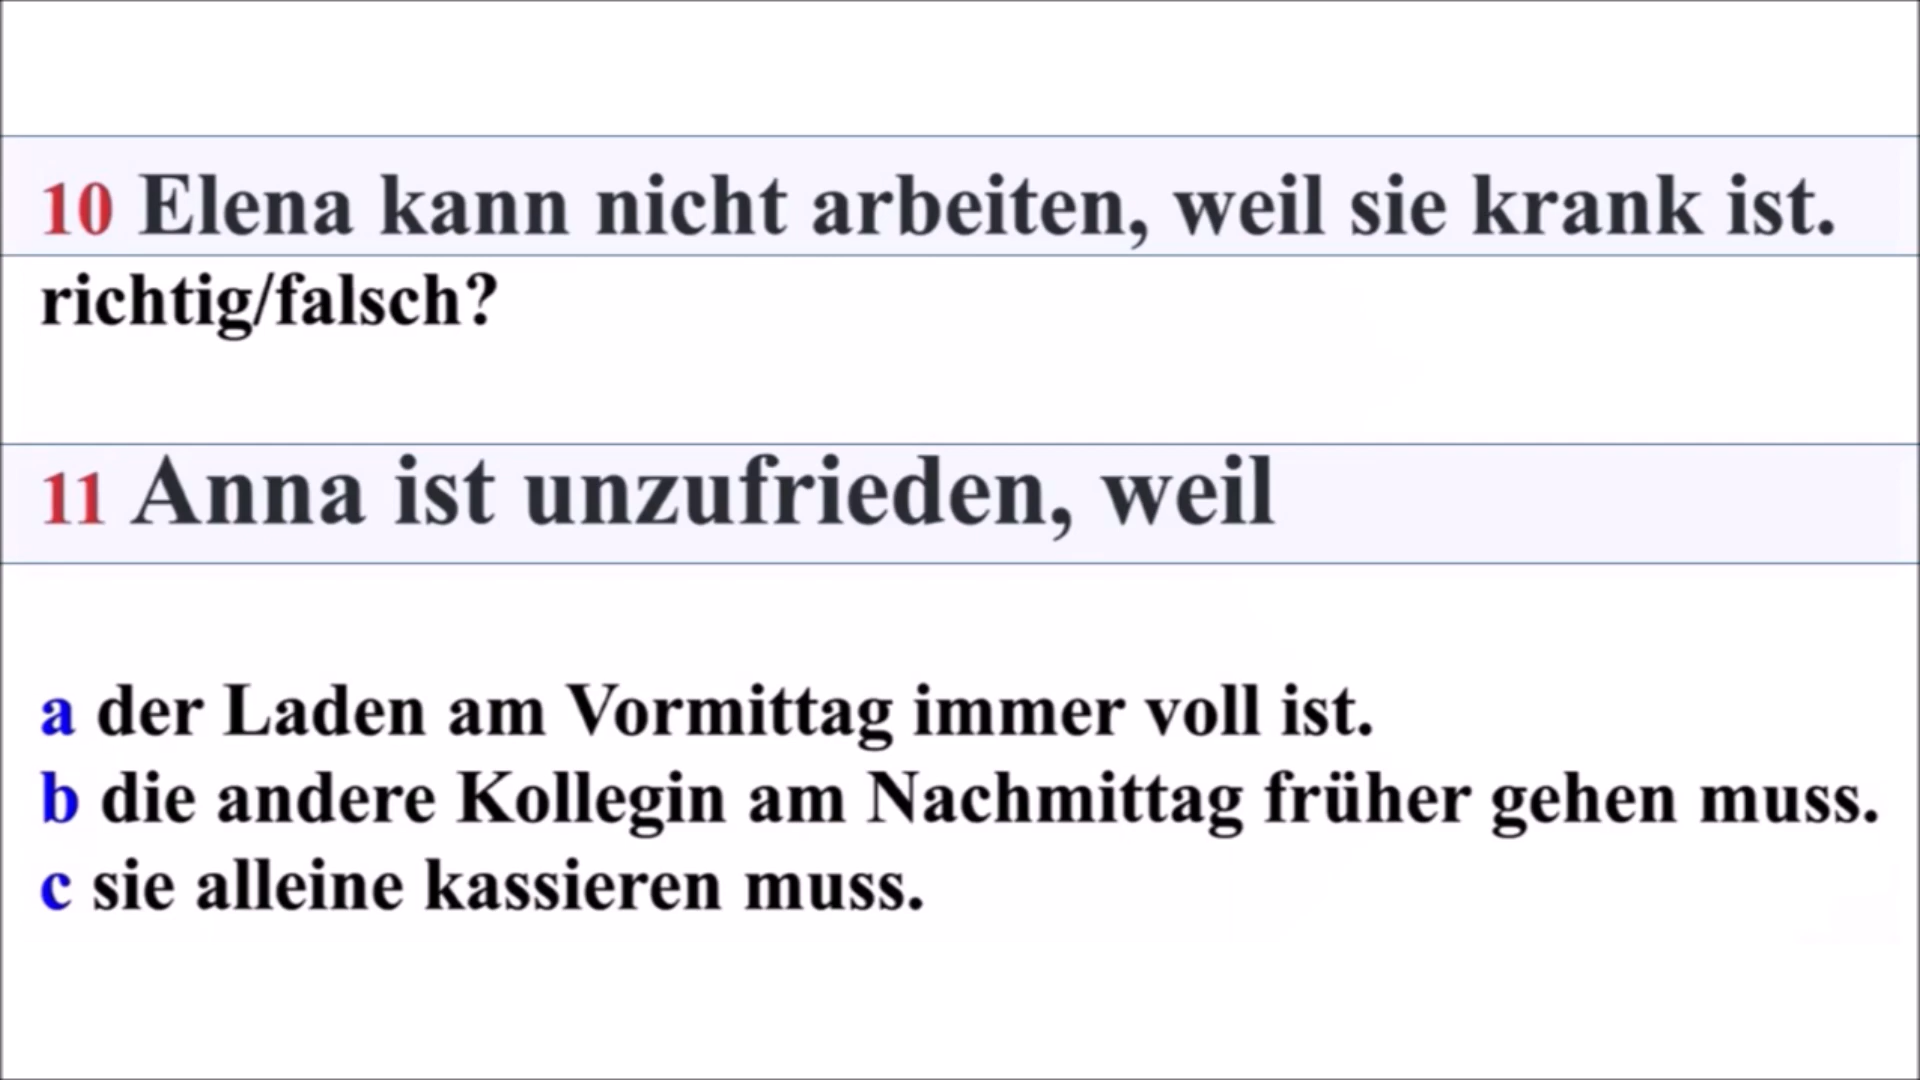 10 Elena kann nicht arbeiten, weil sie krank ist.
richtig/falsch?
11 Anna ist unzufrieden, weil
a der Laden am Vormittag immer voll ist.
b die andere Kollegin am Nachmittag früher gehen muss.
c sie alleine kassieren muss.